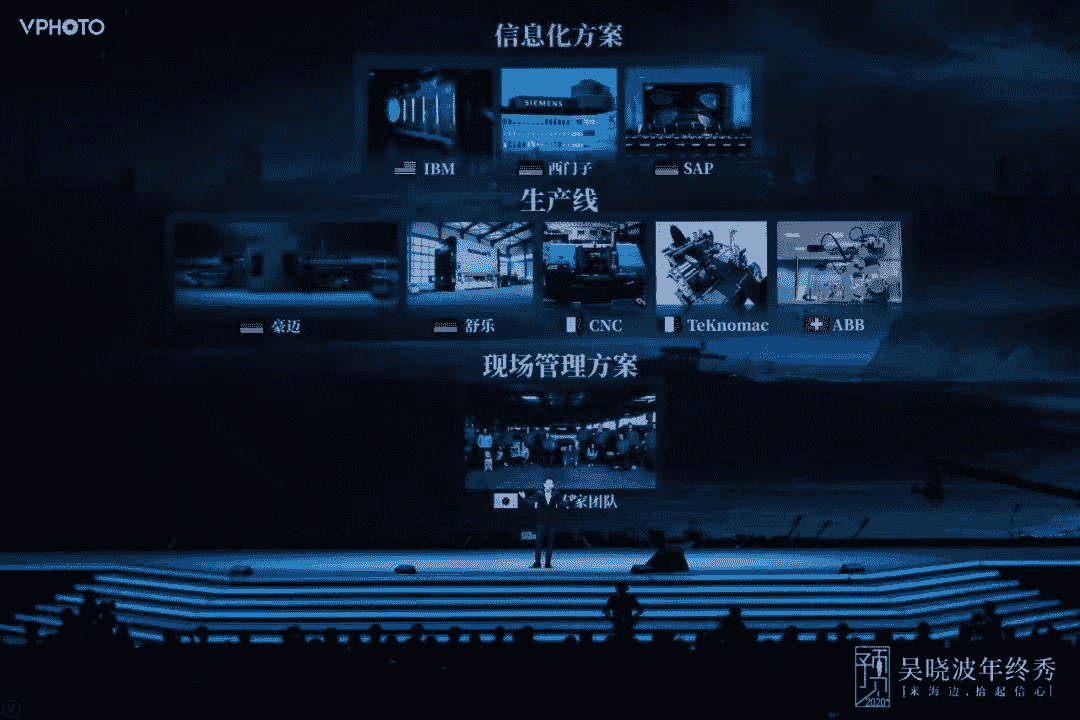 VPHOTO
信息化方案
SIEMENS
IBM
西门子
SAP
生产线
豪迈
舒乐
CNC
TeKnomac
ABB
现场管理方案
家团队
预见
2020
吴晓波年终秀
[来海边,拾起信心]